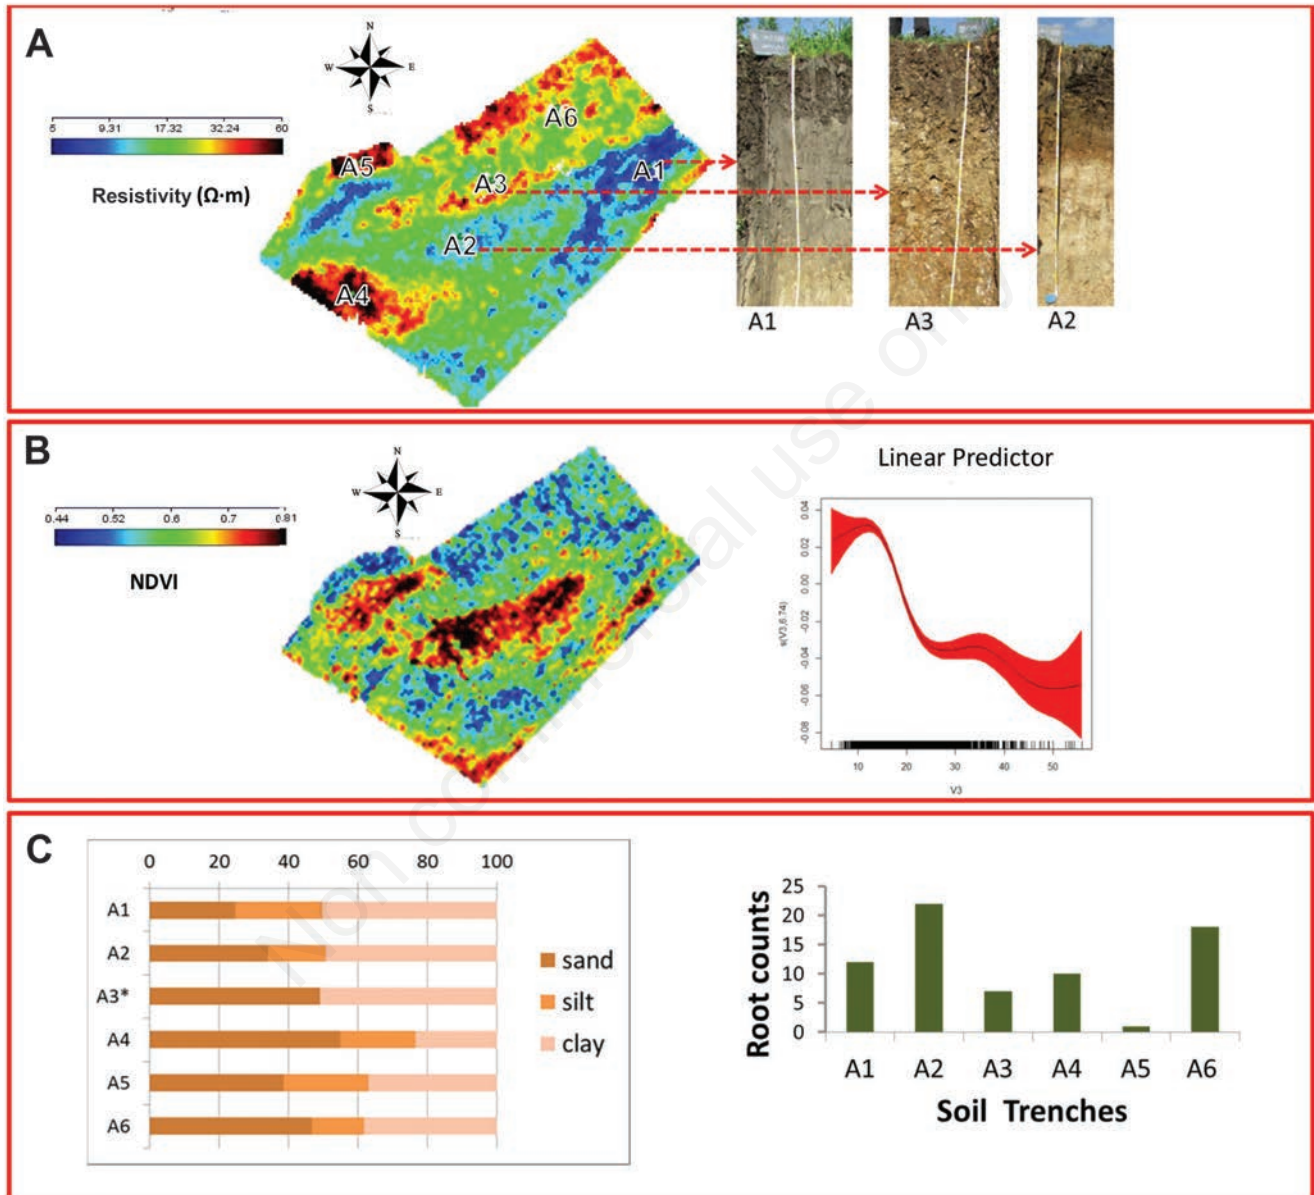 A
N
W E
S
5 9.31 17.32 32.24 60
Resistivity (Ω·m)
A6
A5
A1
A3
A2
A4
A1
A3
A2
B
N
W E
S
0.44 0.52 0.6 0.7 0.81
NDVI
Linear Predictor
s(V3,6.74)
0.04
0.02
0.00
-0.02
-0.04
-0.06
-0.08
10 20 30 40 50
V3
C
0 20 40 60 80 100
A1
A2
A3*
A4
A5
A6
sand
silt
clay
Root counts
25
20
15
10
5
0
A1 A2 A3 A4 A5 A6
Soil Trenches
Non commercial use only